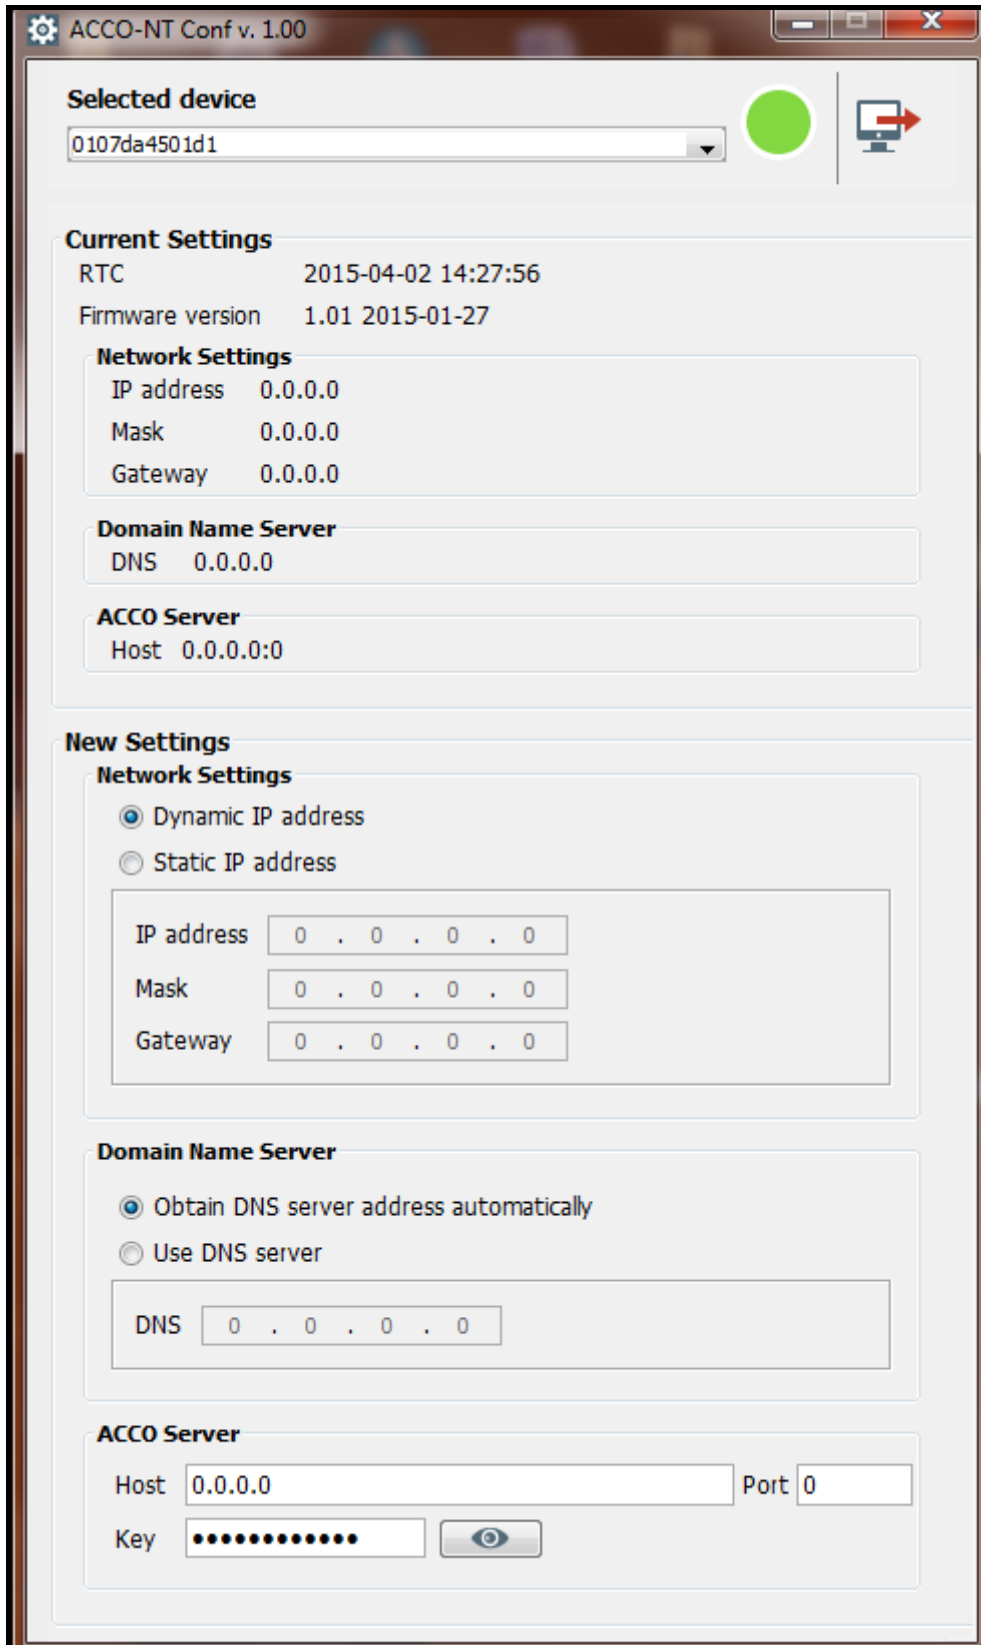 ACCO-NT Conf v. 1.00
Selected device
0107da4501d1
Current Settings
RTC 2015-04-02 14:27:56
Firmware version 1.01 2015-01-27
Network Settings
IP address 0.0.0.0
Mask 0.0.0.0
Gateway 0.0.0.0
Domain Name Server
DNS 0.0.0.0
ACCO Server
Host 0.0.0.0:0
New Settings
Network Settings
Dynamic IP address
Static IP address
IP address 0 . 0 . 0 . 0
Mask 0 . 0 . 0 . 0
Gateway 0 . 0 . 0 . 0
Domain Name Server
Obtain DNS server address automatically
Use DNS server
DNS 0 . 0 . 0 . 0
ACCO Server
Host 0.0.0.0 Port 0
Key ••••••••••••